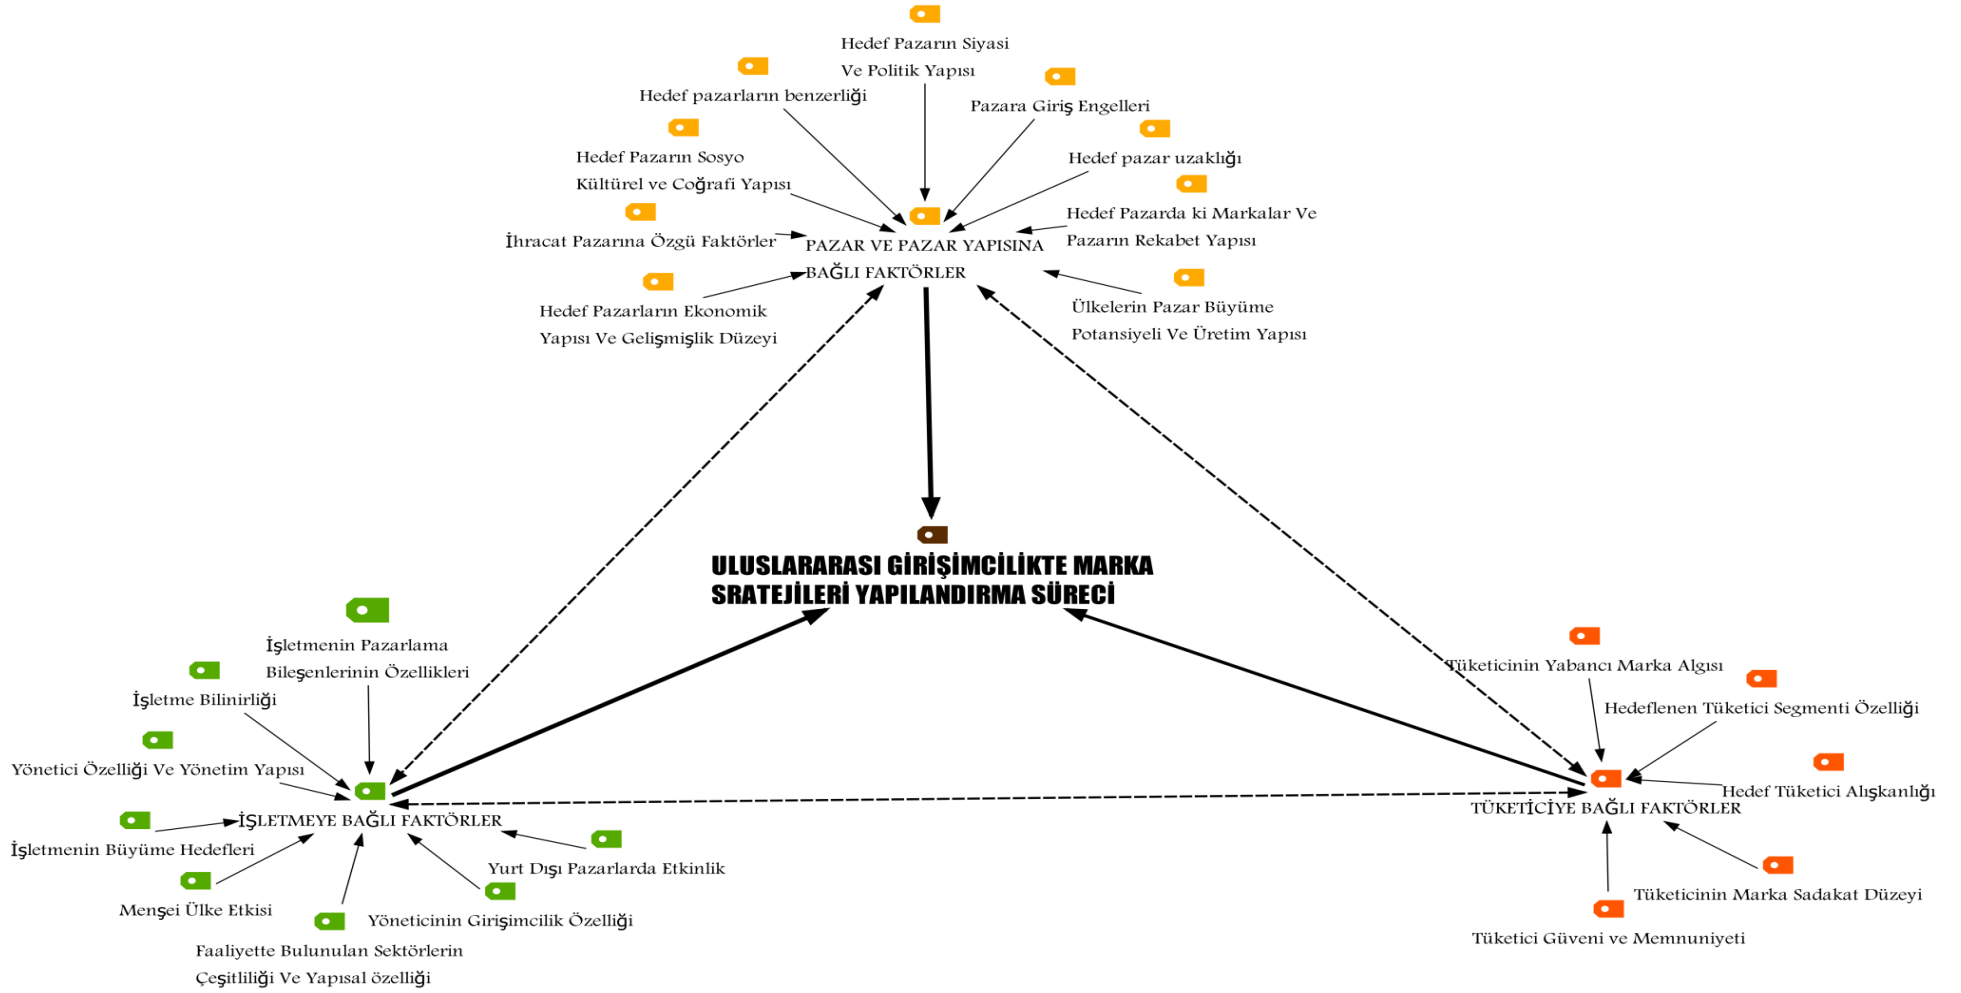 Hedef Pazarın Siyasi
Ve Politik Yapısı
Hedef pazarların benzerliği
Pazara Giriş Engelleri
Hedef Pazarın Sosyo
Kültürel ve Coğrafi Yapısı
Hedef pazar uzaklığı
İhracat Pazarına Özgü Faktörler
Hedef Pazarda ki Markalar Ve
Pazarın Rekabet Yapısı
PAZAR VE PAZAR YAPISINA
BAĞLI FAKTÖRLER
Hedef Pazarların Ekonomik
Yapısı Ve Gelişmişlik Düzeyi
Ülkelerin Pazar Büyüme
Potansiyeli Ve Üretim Yapısı
ULUSLARARASI GİRİŞİMCİLİKTE MARKA
SRATEJİLERİ YAPILANDIRMA SÜRECİ
İşletmenin Pazarlama
Bileşenlerinin Özellikleri
İşletme Bilinirliği
Yönetici Özelliği Ve Yönetim Yapısı
İŞLETMEYE BAĞLI FAKTÖRLER
İşletmenin Büyüme Hedefleri
Yurt Dışı Pazarlarda Etkinlik
Menşei Ülke Etkisi
Yöneticinin Girişimcilik Özelliği
Faaliyette Bulunulan Sektörlerin
Çeşitliliği Ve Yapısal özelliği
Tüketicinin Yabancı Marka Algısı
Hedeflenen Tüketici Segmenti Özelliği
Hedef Tüketici Alışkanlığı
TÜKETİCİYE BAĞLI FAKTÖRLER
Tüketicinin Marka Sadakat Düzeyi
Tüketici Güveni ve Memnuniyeti